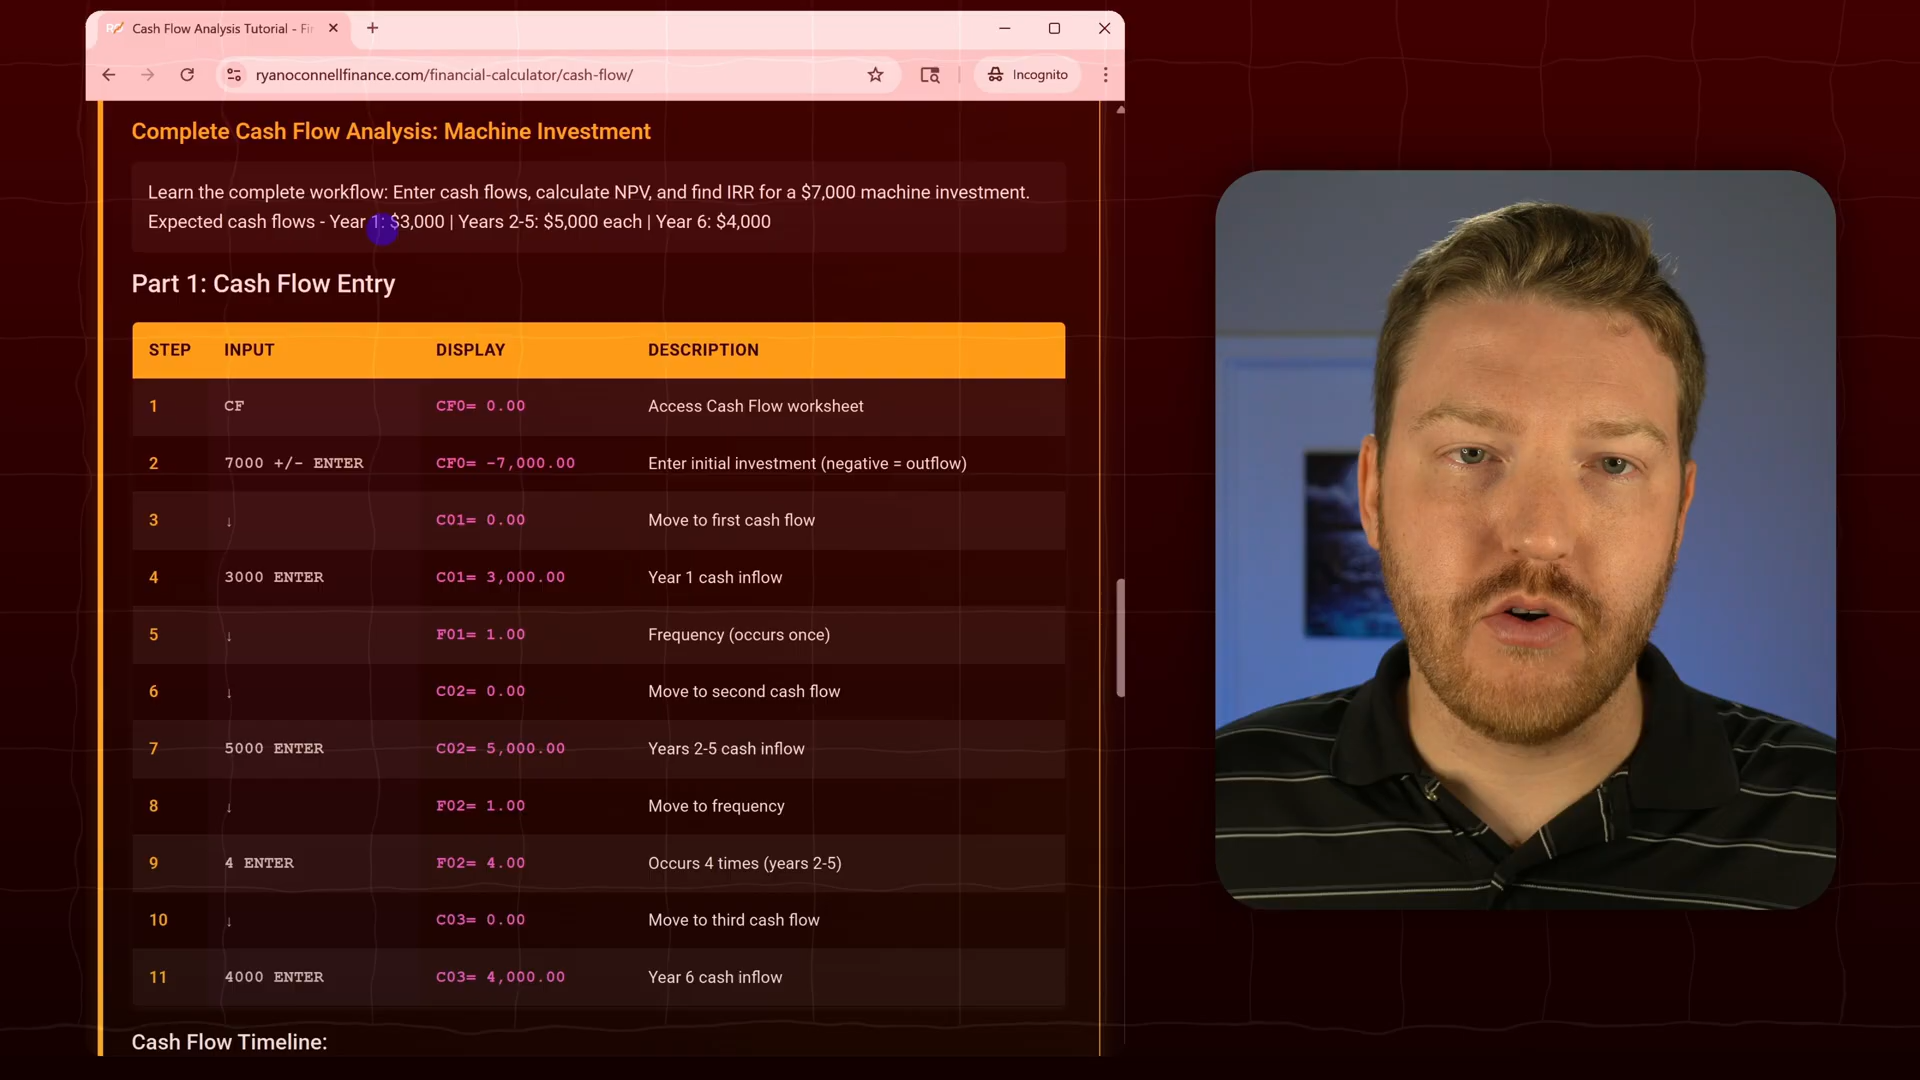 Cash Flow Analysis Tutorial - Fi
ryanoconnellfinance.com/financial-calculator/cash-flow/
Incognito
Complete Cash Flow Analysis: Machine Investment
Learn the complete workflow: Enter cash flows, calculate NPV, and find IRR for a $7,000 machine investment.
Expected cash flows - Year 1: $3,000 | Years 2-5: $5,000 each | Year 6: $4,000
Part 1: Cash Flow Entry
STEP INPUT DISPLAY DESCRIPTION
1 CF CF0= 0.00 Access Cash Flow worksheet
2 7000 +/- ENTER CF0= -7,000.00 Enter initial investment (negative = outflow)
3 ↓ C01= 0.00 Move to first cash flow
4 3000 ENTER C01= 3,000.00 Year 1 cash inflow
5 ↓ F01= 1.00 Frequency (occurs once)
6 ↓ C02= 0.00 Move to second cash flow
7 5000 ENTER C02= 5,000.00 Years 2-5 cash inflow
8 ↓ F02= 1.00 Move to frequency
9 4 ENTER F02= 4.00 Occurs 4 times (years 2-5)
10 ↓ C03= 0.00 Move to third cash flow
11 4000 ENTER C03= 4,000.00 Year 6 cash inflow
Cash Flow Timeline: